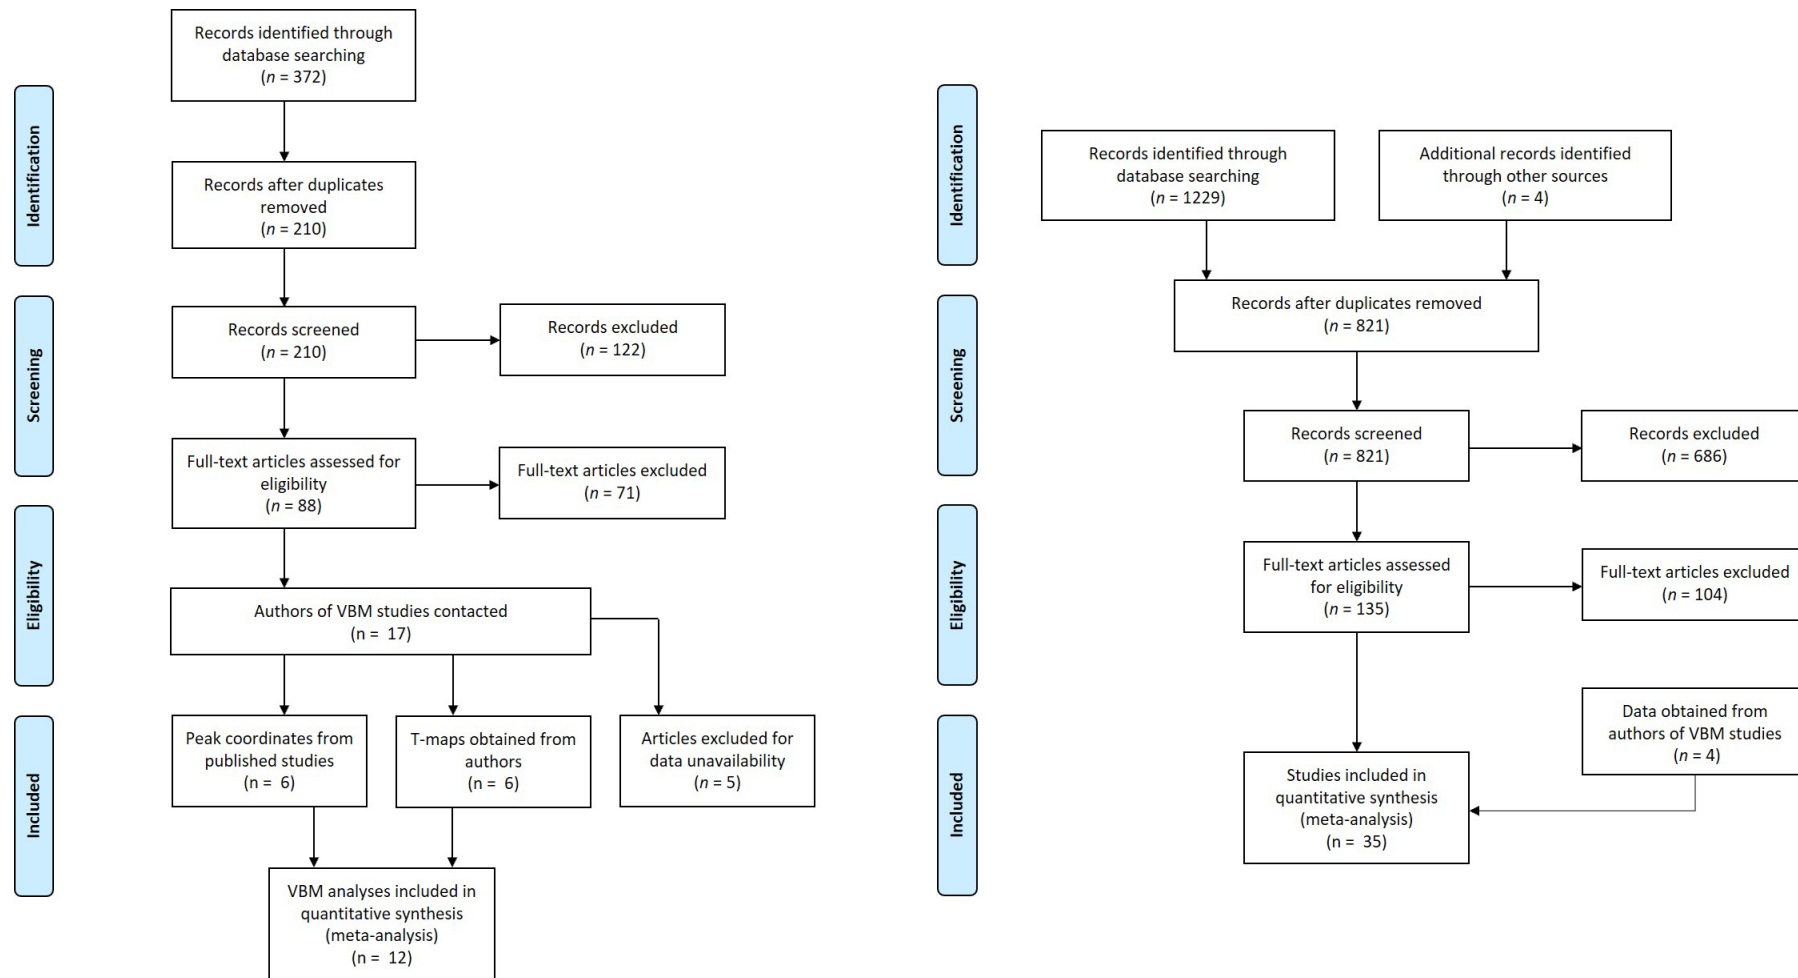 Identification
Screening
Eligibility
Included
Records identified through
database searching
(n = 372)
Records after duplicates
removed
(n = 210)
Records screened
(n = 210)
Records excluded
(n = 122)
Full-text articles assessed for
eligibility
(n = 88)
Full-text articles excluded
(n = 71)
Authors of VBM studies contacted
(n = 17)
Peak coordinates from
published studies
(n = 6)
T-maps obtained from
authors
(n = 6)
Articles excluded for
data unavailability
(n = 5)
VBM analyses included in
quantitative synthesis
(meta-analysis)
(n = 12)
Identification
Screening
Eligibility
Included
Records identified through
database searching
(n = 1229)
Additional records identified
through other sources
(n = 4)
Records after duplicates removed
(n = 821)
Records screened
(n = 821)
Records excluded
(n = 686)
Full-text articles assessed
for eligibility
(n = 135)
Full-text articles excluded
(n = 104)
Data obtained from
authors of VBM studies
(n = 4)
Studies included in
quantitative synthesis
(meta-analysis)
(n = 35)